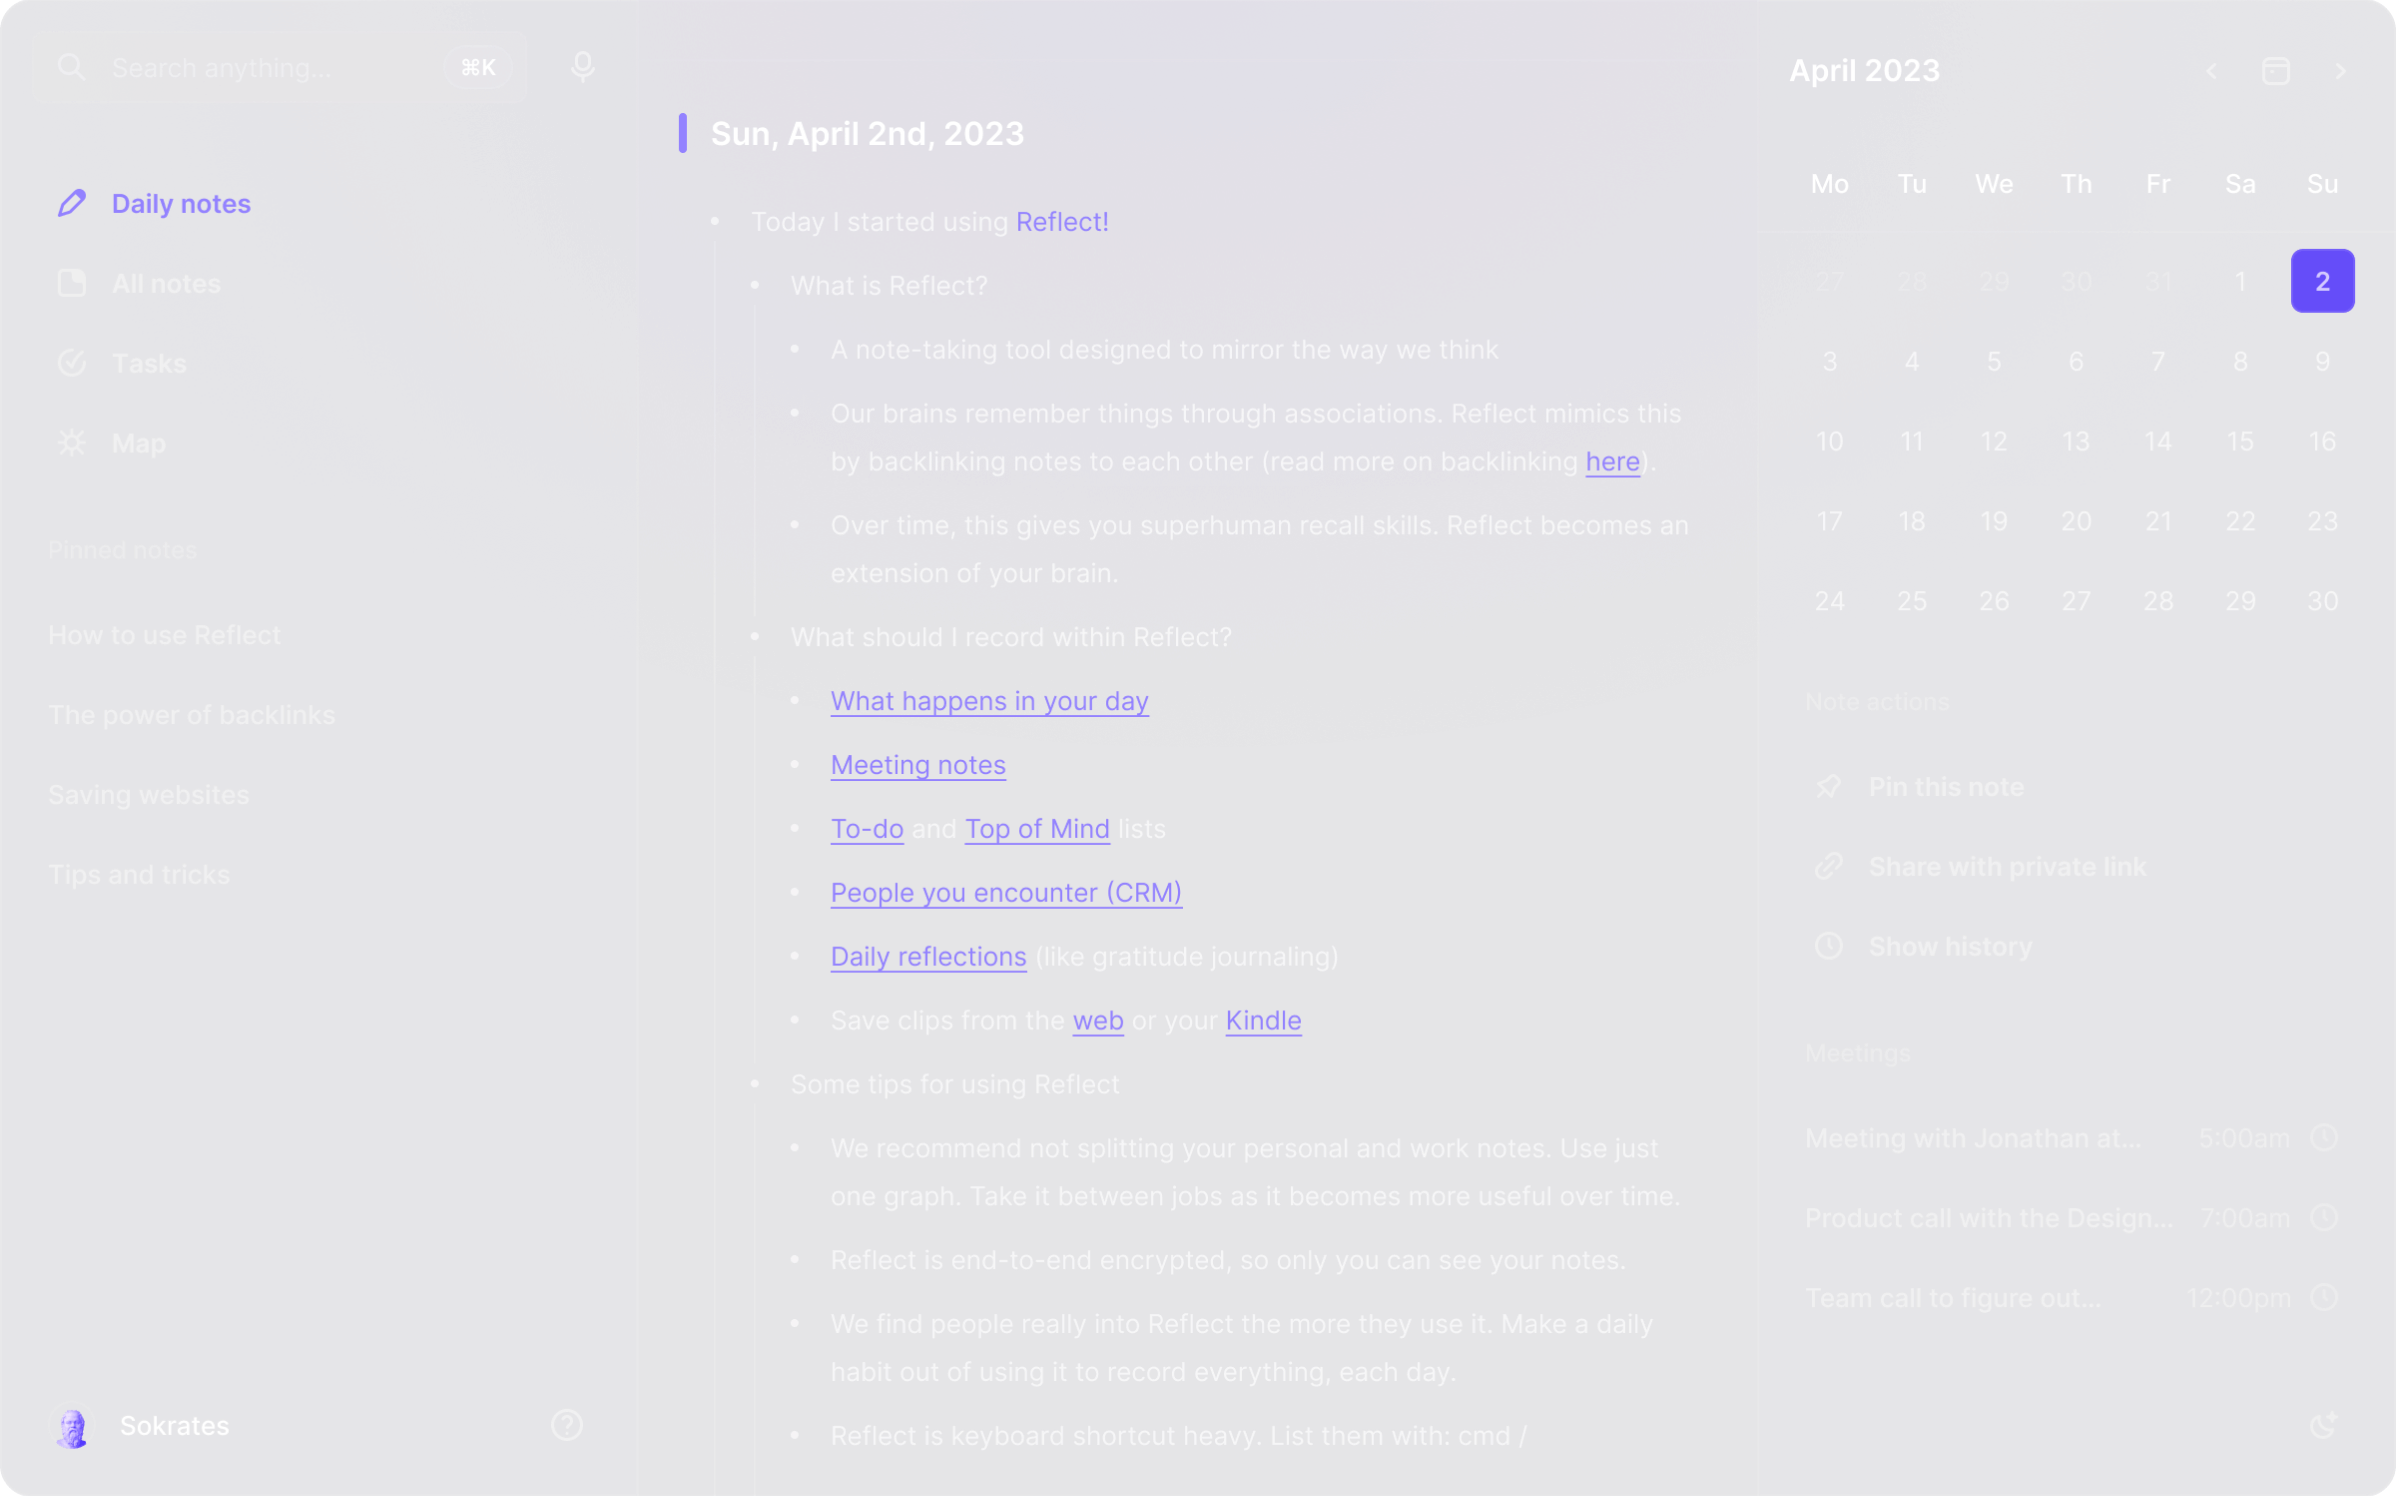 Search anything...
⌘K
Daily notes
All notes
Tasks
Map
Pinned notes
How to use Reflect
The power of backlinks
Saving websites
Tips and tricks
Sokrates
Sun, April 2nd, 2023
Today I started using Reflect!
What is Reflect?
A note-taking tool designed to mirror the way we think
Our brains remember things through associations. Reflect mimics this
by backlinking notes to each other (read more on backlinking here).
Over time, this gives you superhuman recall skills. Reflect becomes an
extension of your brain.
What should I record within Reflect?
What happens in your day
Meeting notes
To-do and Top of Mind lists
People you encounter (CRM)
Daily reflections (like gratitude journaling)
Save clips from the web or your Kindle
Some tips for using Reflect
We recommend not splitting your personal and work notes. Use just
one graph. Take it between jobs as it becomes more useful over time.
Reflect is end-to-end encrypted, so only you can see your notes.
We find people really into Reflect the more they use it. Make a daily
habit out of using it to record everything, each day.
Reflect is keyboard shortcut heavy. List them with: cmd /
April 2023
Mo Tu We Th Fr Sa Su
27 28 29 30 31 1 2
3 4 5 6 7 8 9
10 11 12 13 14 15 16
17 18 19 20 21 22 23
24 25 26 27 28 29 30
Note actions
Pin this note
Share with private link
Show history
Meetings
Meeting with Jonathan at... 5:00am
Product call with the Design... 7:00am
Team call to figure out... 12:00pm